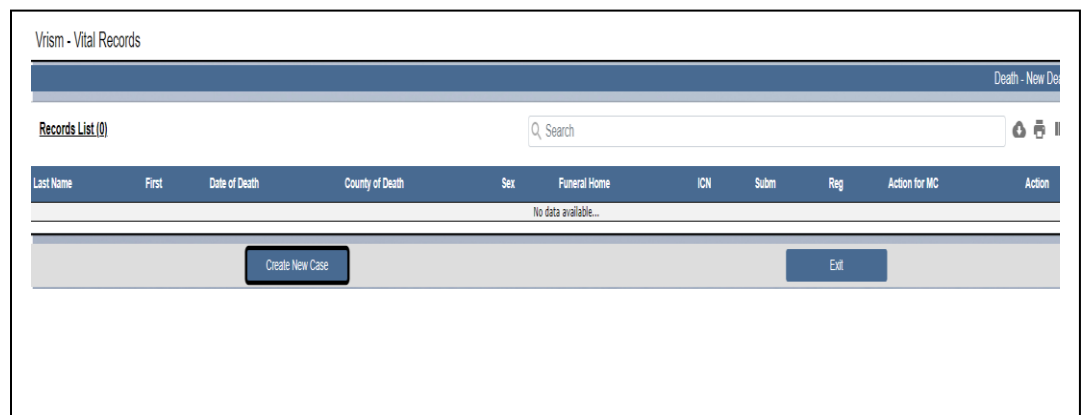 Vrism - Vital Records
Death - New
Records List (0)
Search
Last Name First Date of Death County of Death Sex Funeral Home ICN Subm Reg Action for MC Action
No data available...
Create New Case Exit